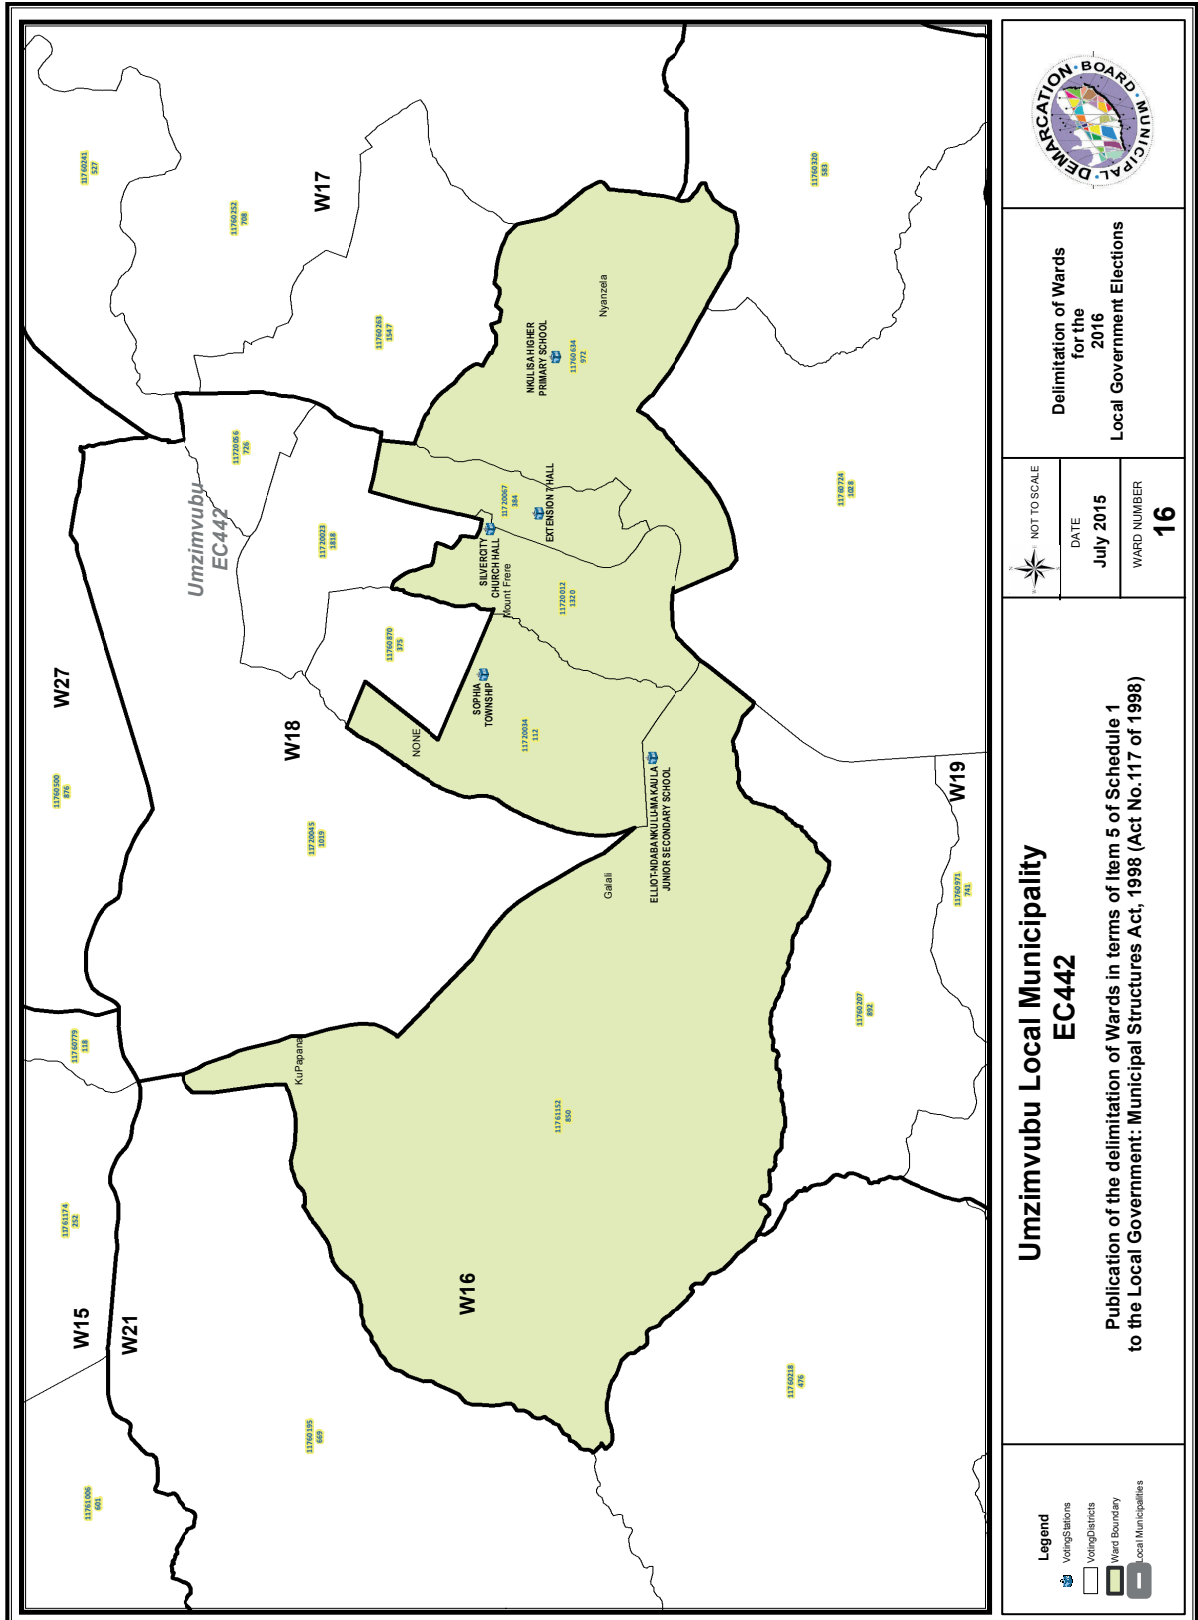 11760241
527
11760252
708
W17
11760263
1547
11760320
583
Nyanzela
NKULISA HIGHER
PRIMARY SCHOOL
11760634
972
11720056
726
Umzimvubu
EC442
11720023
1818
11720067
384
EXTENSION 7 HALL
SILVERCITY
CHURCH HALL
Mount Frere
11720012
1320
11760724
1028
11760870
375
W27
11760500
876
W18
NONE
SOPHIA
TOWNSHIP
11720034
112
11720045
1019
ELLIOT-NDABANKULU-MAKAULA
JUNIOR SECONDARY SCHOOL
Galali
W19
11760971
741
11760207
892
11760779
118
KuPapana
11761152
850
11761174
252
W15
W21
W16
11760218
476
11760195
669
11761006
601
Legend
VotingStations
VotingDistricts
Ward Boundary
Local Municipalities
Umzimvubu Local Municipality
EC442
Publication of the delimitation of Wards in terms of Item 5 of Schedule 1
to the Local Government: Municipal Structures Act, 1998 (Act No.117 of 1998)
NOT TO SCALE
DATE
July 2015
WARD NUMBER
16
Delimitation of Wards
for the
2016
Local Government Elections
MUNICIPAL DEMARCATION BOARD